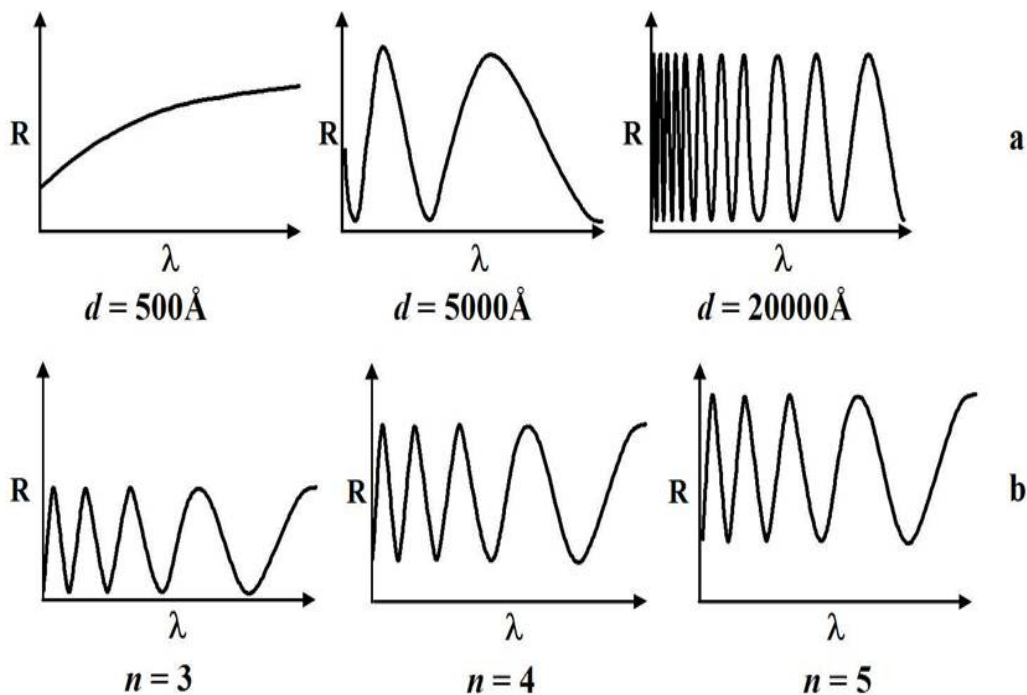 R R R a
λ λ λ
d = 500Å d = 5000Å d = 20000Å
R R R b
λ λ λ
n = 3 n = 4 n = 5